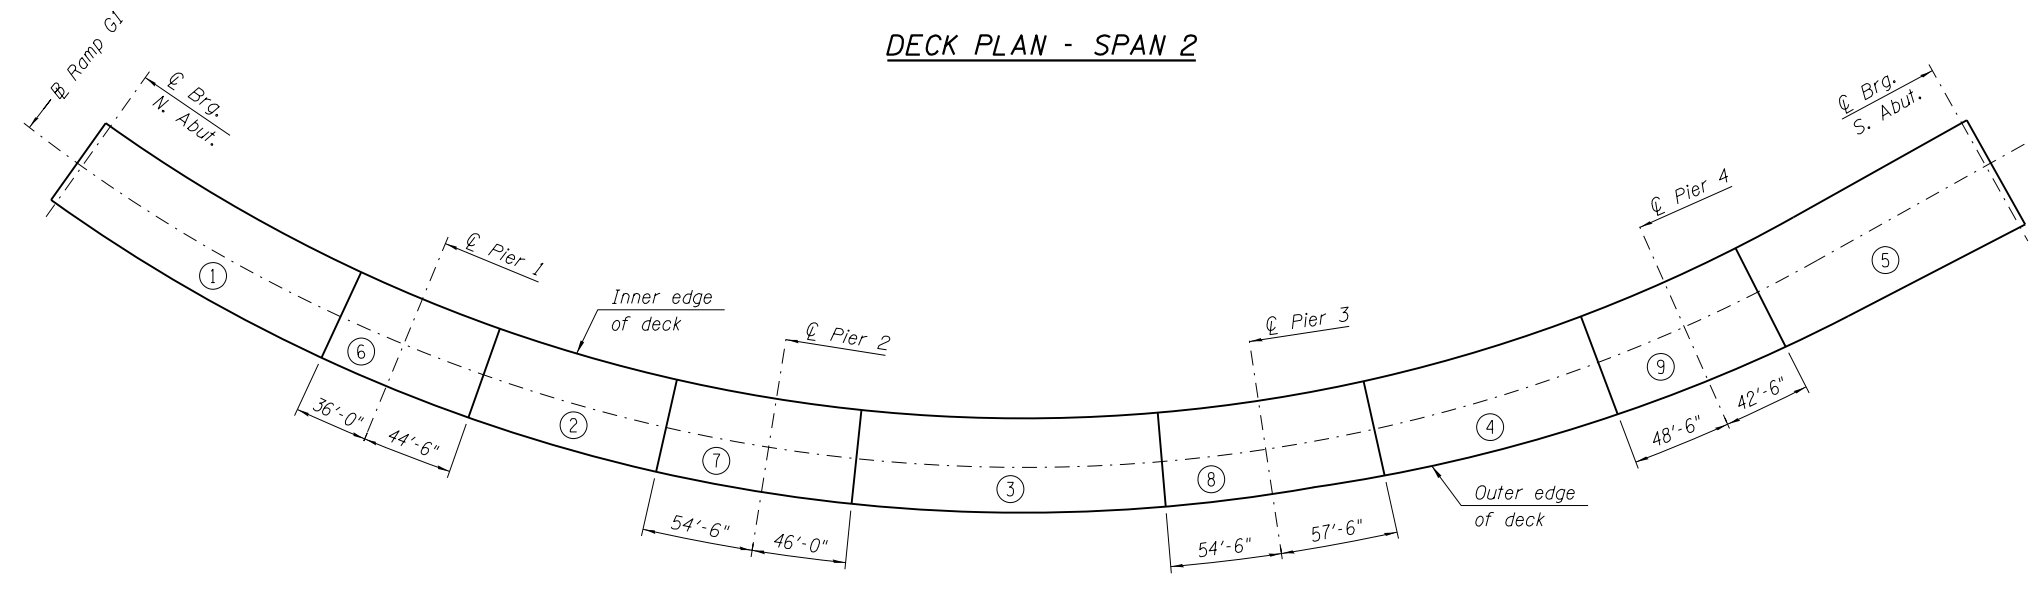 DECK PLAN - SPAN 2
℄ Ramp G1
℄ Brg.
N. Abut.
℄ Brg.
S. Abut.
℄ Pier 1
℄ Pier 2
℄ Pier 3
℄ Pier 4
Inner edge
of deck
1
6
2
7
3
8
4
9
5
36'-0"
44'-6"
54'-6"
46'-0"
54'-6"
57'-6"
48'-6"
42'-6"
Outer edge
of deck